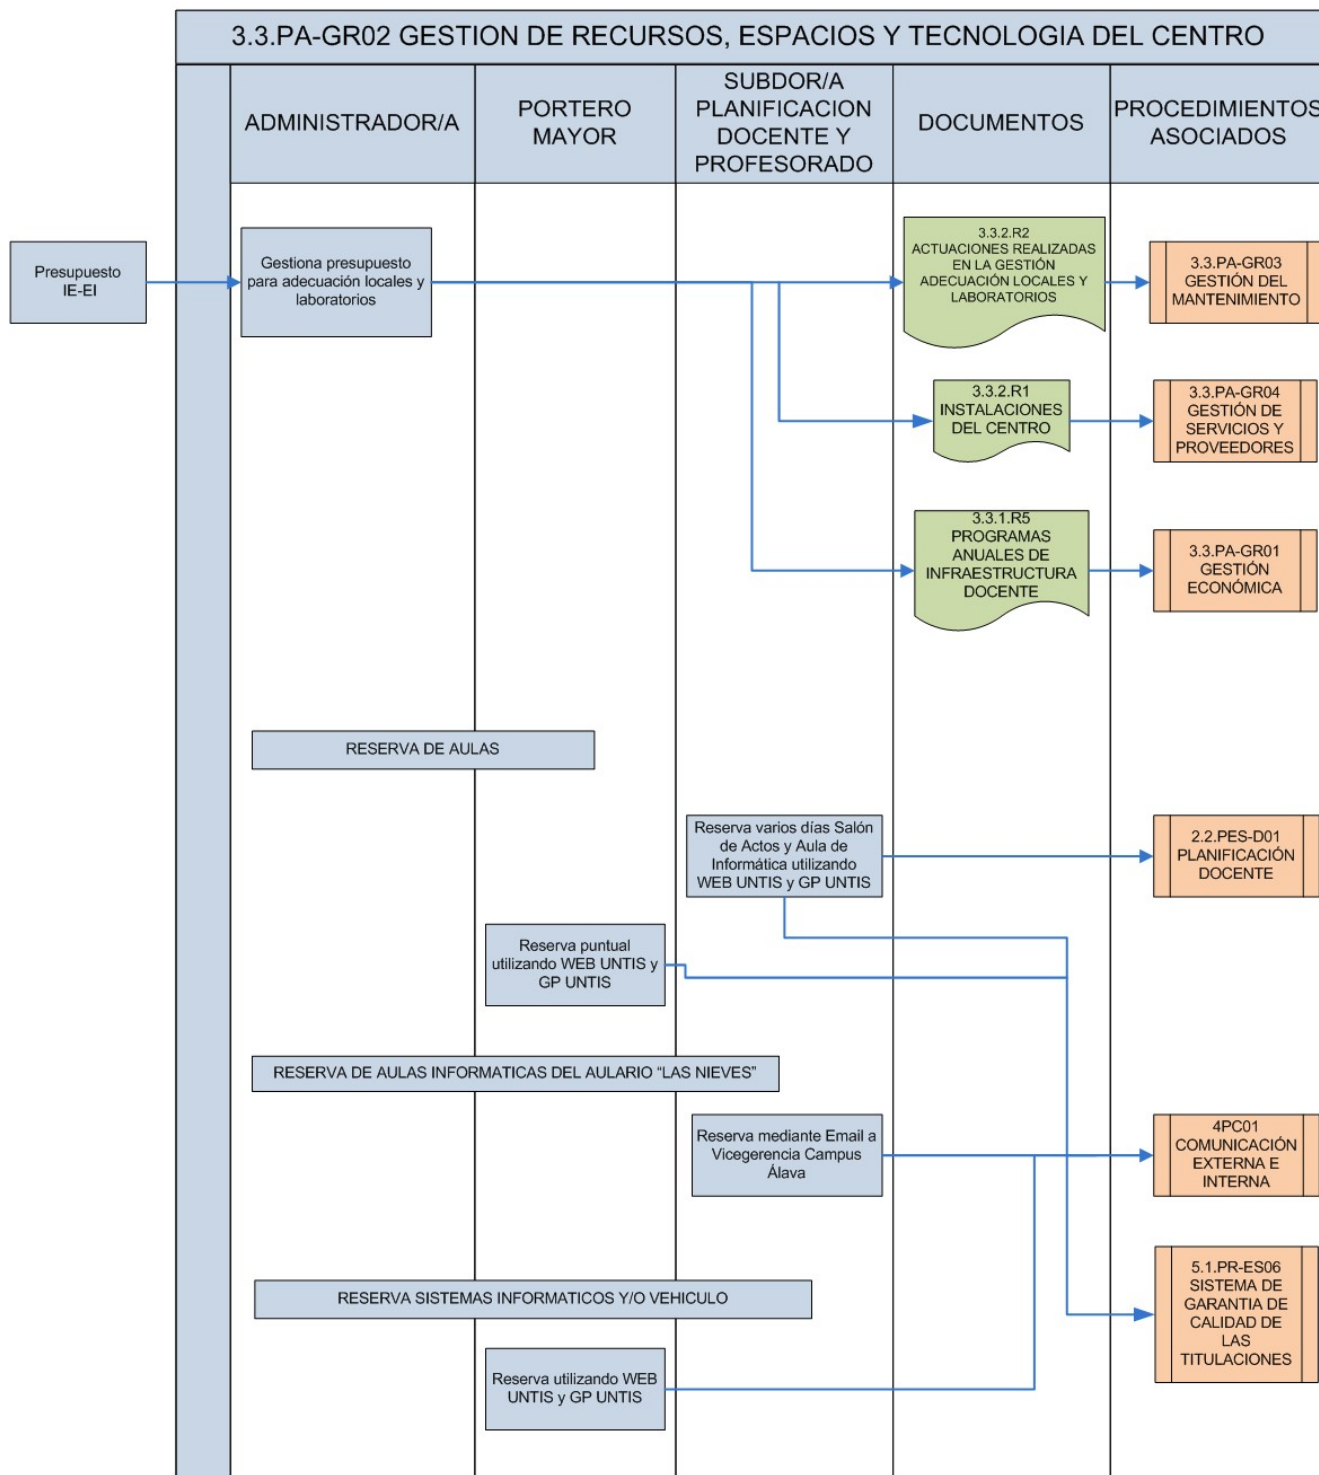 3.3.PA-GR02 GESTION DE RECURSOS, ESPACIOS Y TECNOLOGIA DEL CENTRO
ADMINISTRADOR/A
PORTERO
MAYOR
SUBDOR/A
PLANIFICACION
DOCENTE Y
PROFESORADO
DOCUMENTOS
PROCEDIMIENTOS
ASOCIADOS
Presupuesto
IE-EI
Gestiona presupuesto
para adecuación locales y
laboratorios
3.3.2.R2
ACTUACIONES REALIZADAS
EN LA GESTIÓN
ADECUACIÓN LOCALES Y
LABORATORIOS
3.3.PA-GR03
GESTIÓN DEL
MANTENIMIENTO
3.3.2.R1
INSTALACIONES
DEL CENTRO
3.3.PA-GR04
GESTIÓN DE
SERVICIOS Y
PROVEEDORES
3.3.1.R5
PROGRAMAS
ANUALES DE
INFRAESTRUCTURA
DOCENTE
3.3.PA-GR01
GESTIÓN
ECONÓMICA
RESERVA DE AULAS
Reserva varios días Salón
de Actos y Aula de
Informática utilizando
WEB UNTIS y GP UNTIS
2.2.PES-D01
PLANIFICACIÓN
DOCENTE
Reserva puntual
utilizando WEB UNTIS y
GP UNTIS
RESERVA DE AULAS INFORMATICAS DEL AULARIO “LAS NIEVES”
Reserva mediante Email a
Vicegerencia Campus
Álava
4PC01
COMUNICACIÓN
EXTERNA E
INTERNA
RESERVA SISTEMAS INFORMATICOS Y/O VEHICULO
5.1.PR-ES06
SISTEMA DE
GARANTIA DE
CALIDAD DE
LAS
TITULACIONES
Reserva utilizando WEB
UNTIS y GP UNTIS